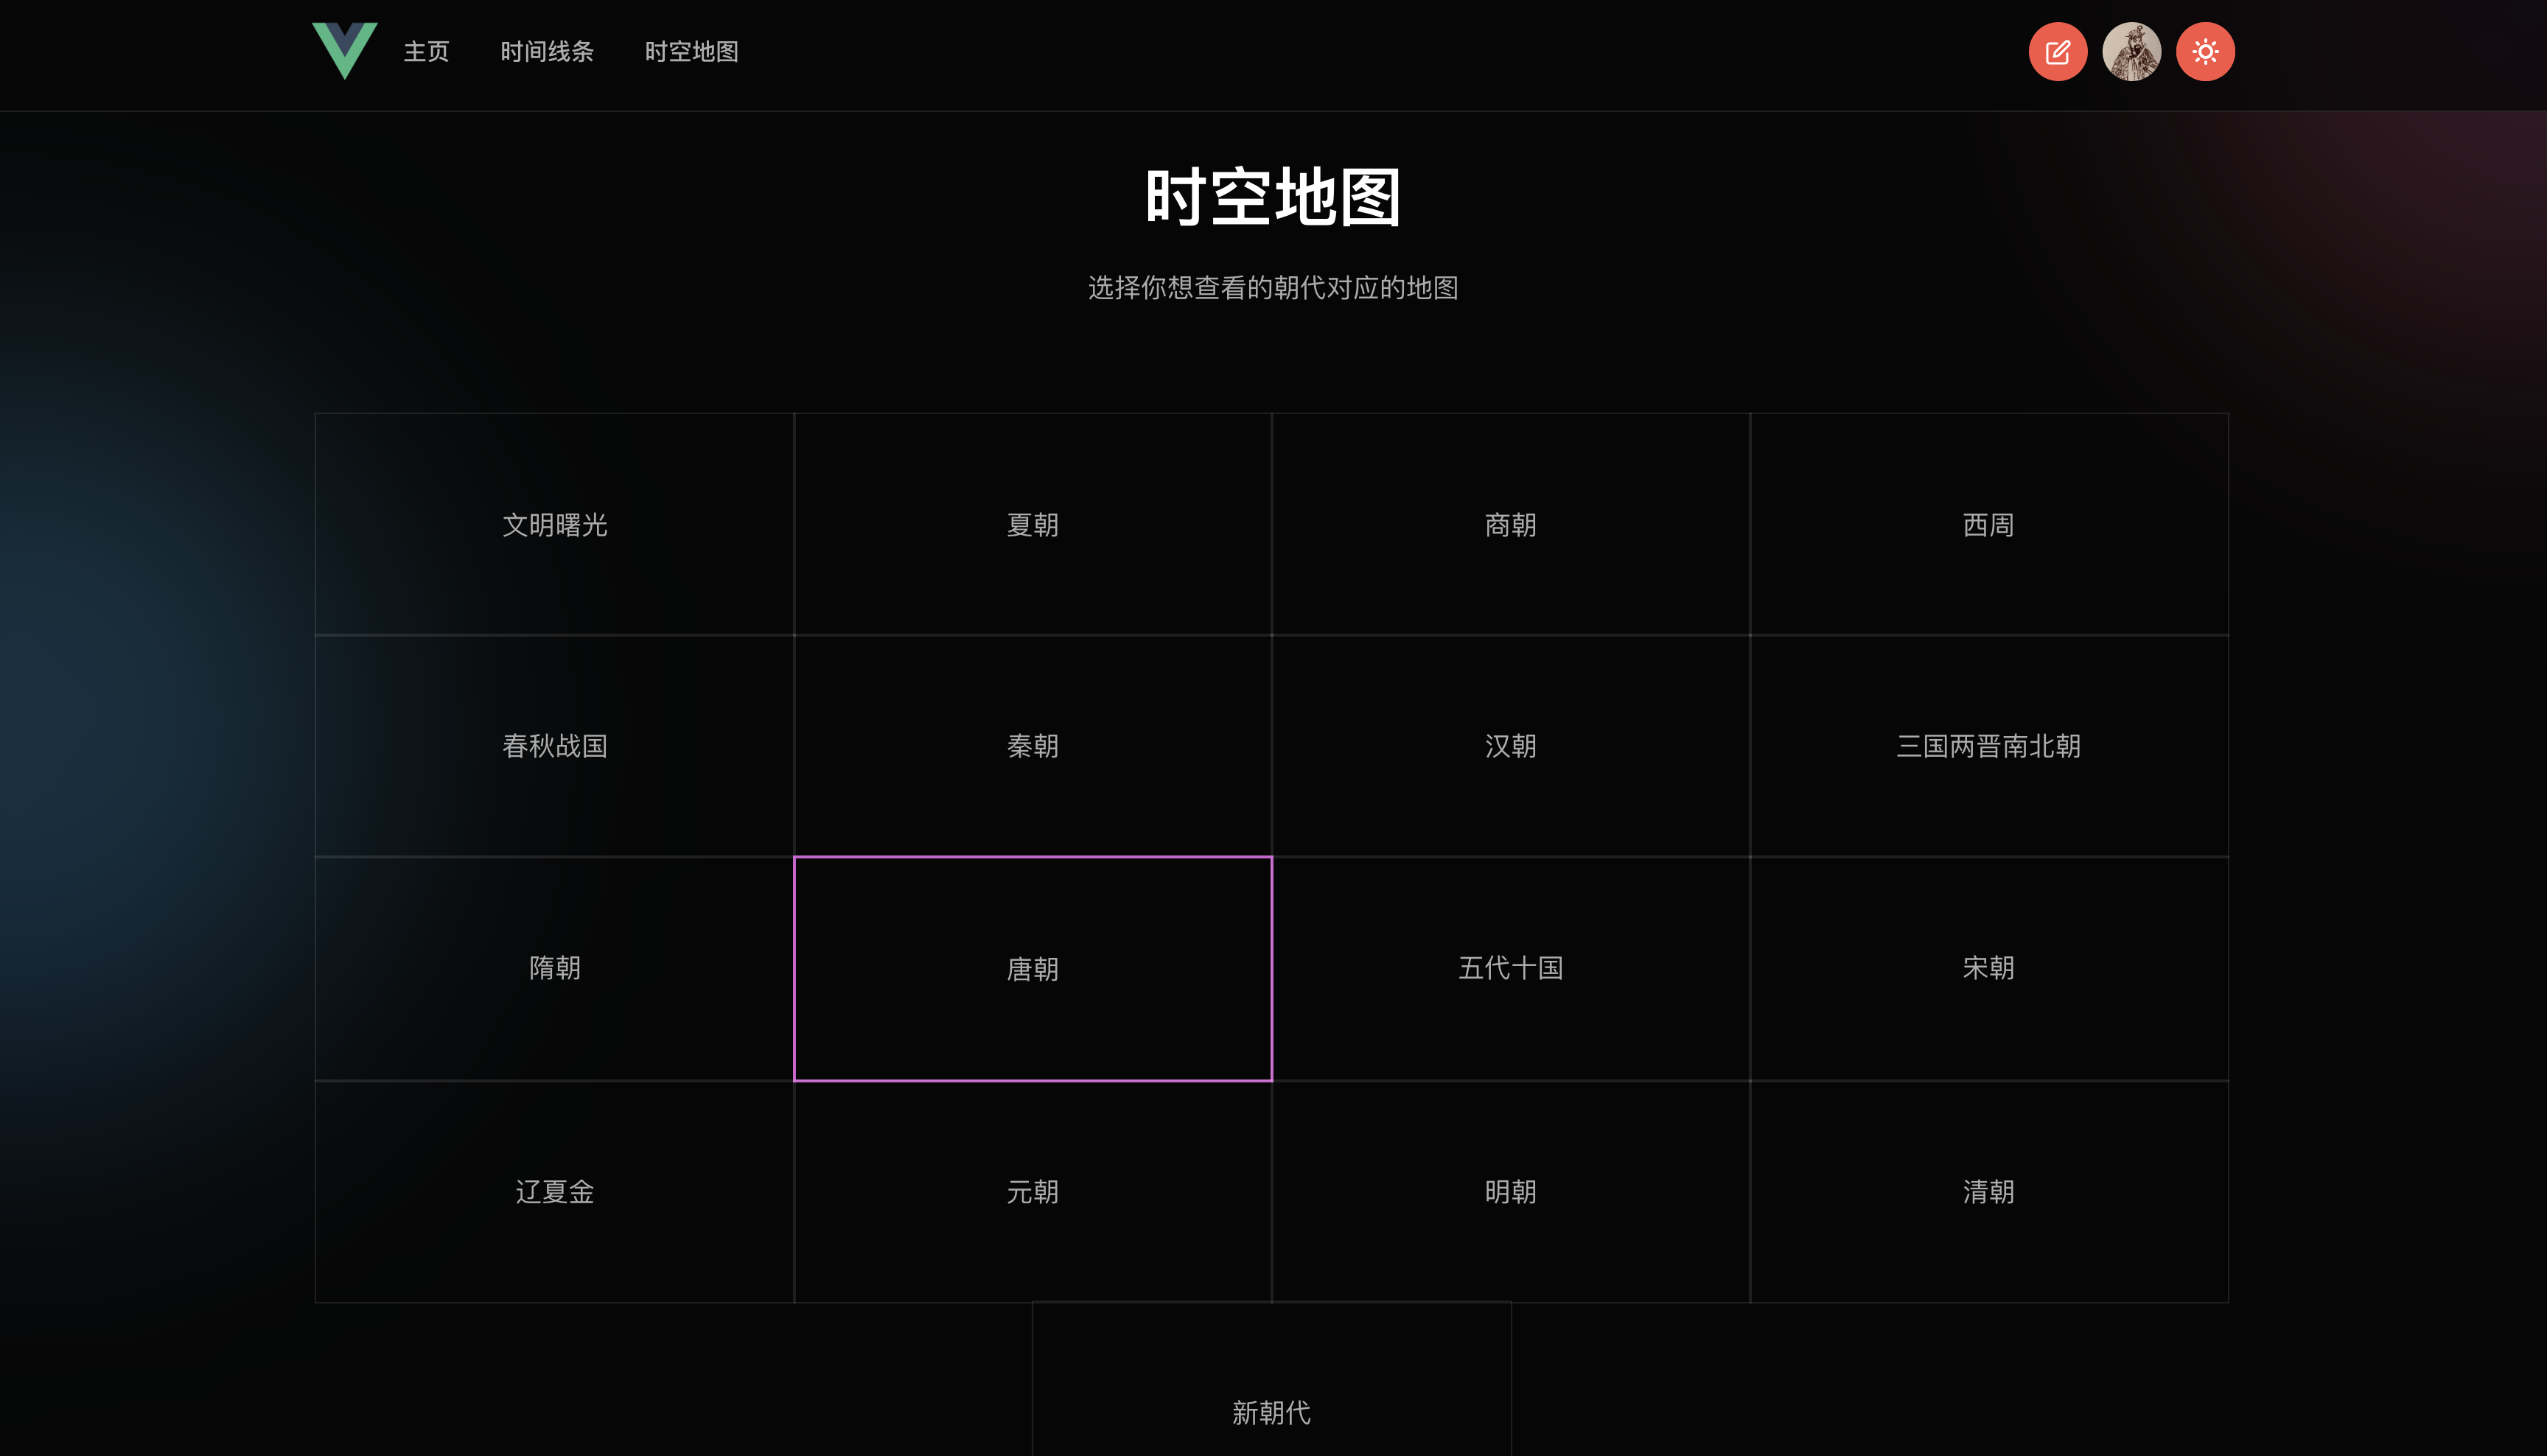 主页 时间线条 时空地图
时空地图
选择你想查看的朝代对应的地图
文明曙光 夏朝 商朝 西周
春秋战国 秦朝 汉朝 三国两晋南北朝
隋朝 唐朝 五代十国 宋朝
辽夏金 元朝 明朝 清朝
新朝代